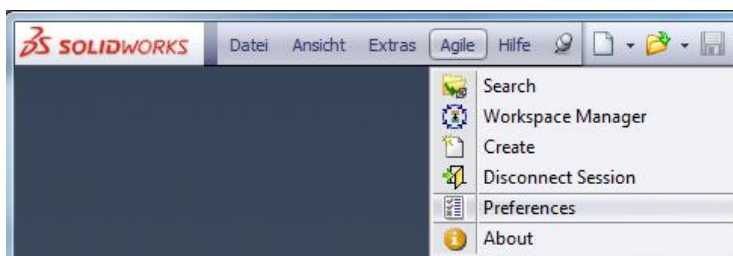 SOLIDWORKS Datei Ansicht Extras Agile Hilfe
Search
Workspace Manager
Create
Disconnect Session
Preferences
About